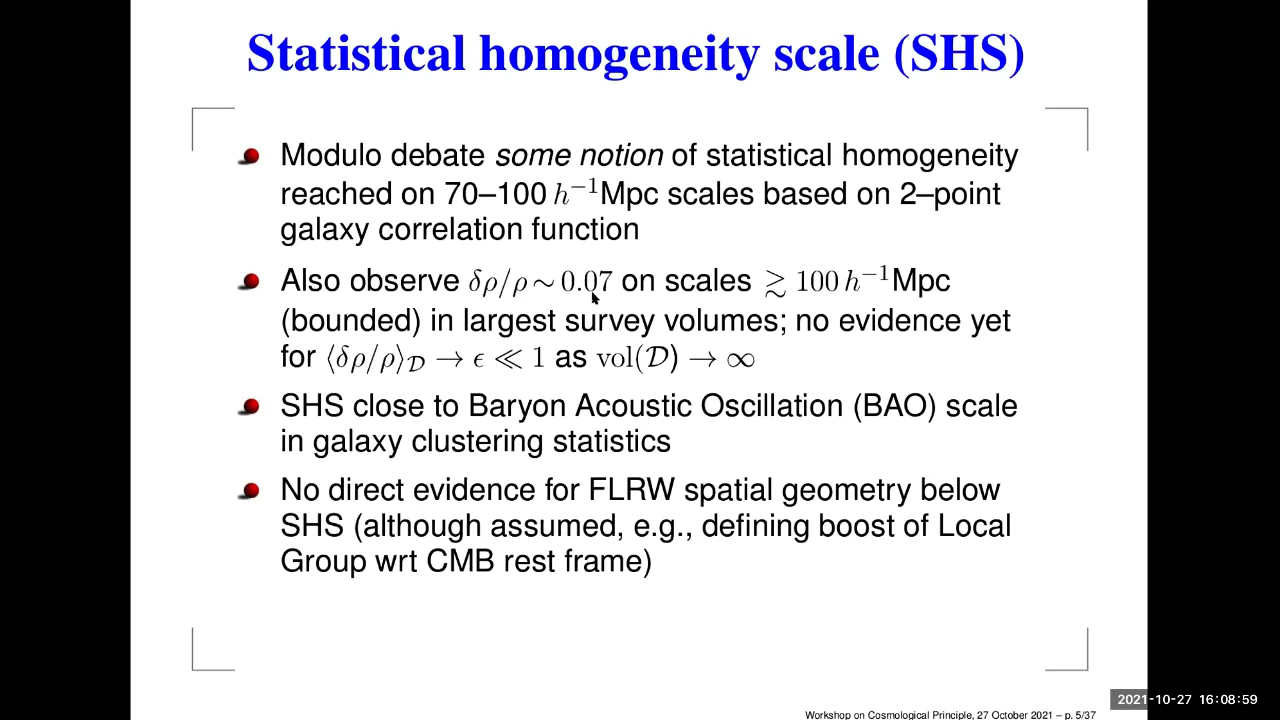 Statistical homogeneity scale (SHS)
Modulo debate some notion of statistical homogeneity
reached on 70–100 h⁻¹Mpc scales based on 2–point
galaxy correlation function
Also observe δρ/ρ ∼ 0.07 on scales ≳ 100 h⁻¹Mpc
(bounded) in largest survey volumes; no evidence yet
for ⟨δρ/ρ⟩_𝒟 → ϵ ≪ 1 as vol(𝒟) → ∞
SHS close to Baryon Acoustic Oscillation (BAO) scale
in galaxy clustering statistics
No direct evidence for FLRW spatial geometry below
SHS (although assumed, e.g., defining boost of Local
Group wrt CMB rest frame)
2021-10-27 16:08:59
Workshop on Cosmological Principle, 27 October 2021 – p. 5/37